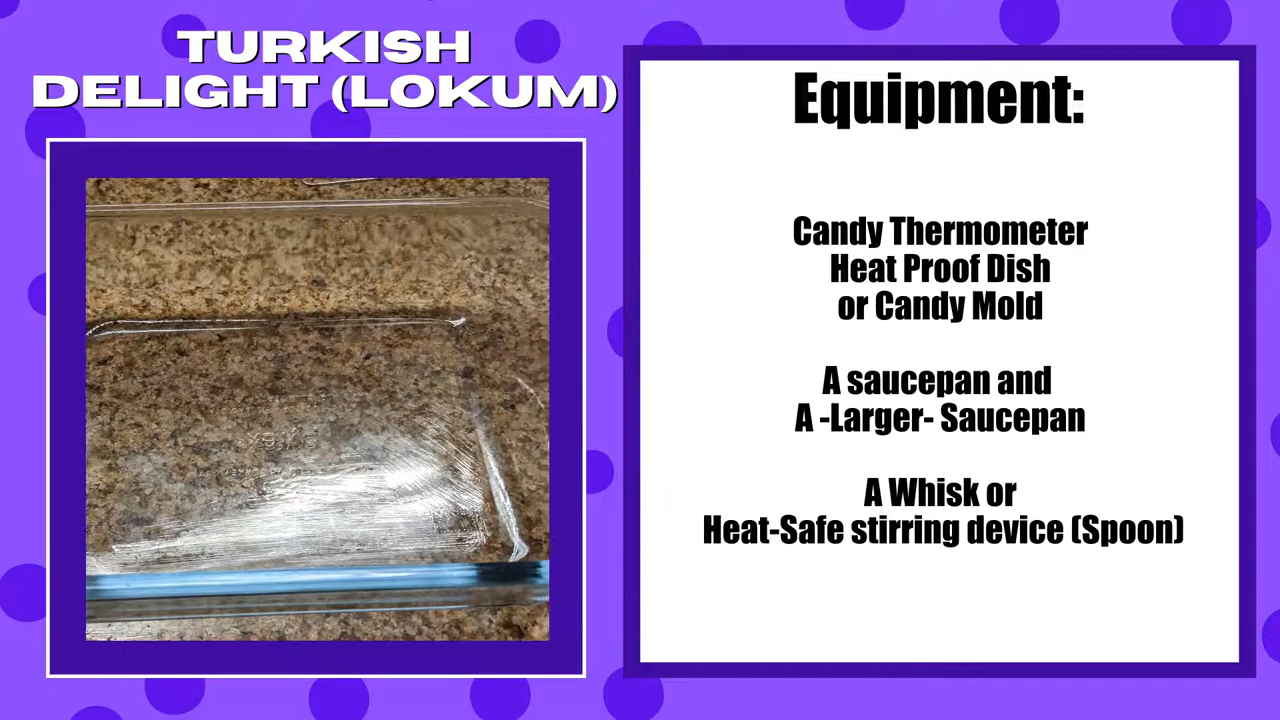 TURKISH
DELIGHT (LOKUM)
Equipment:
Candy Thermometer
Heat Proof Dish
or Candy Mold
A saucepan and
A -Larger- Saucepan
A Whisk or
Heat-Safe stirring device (Spoon)